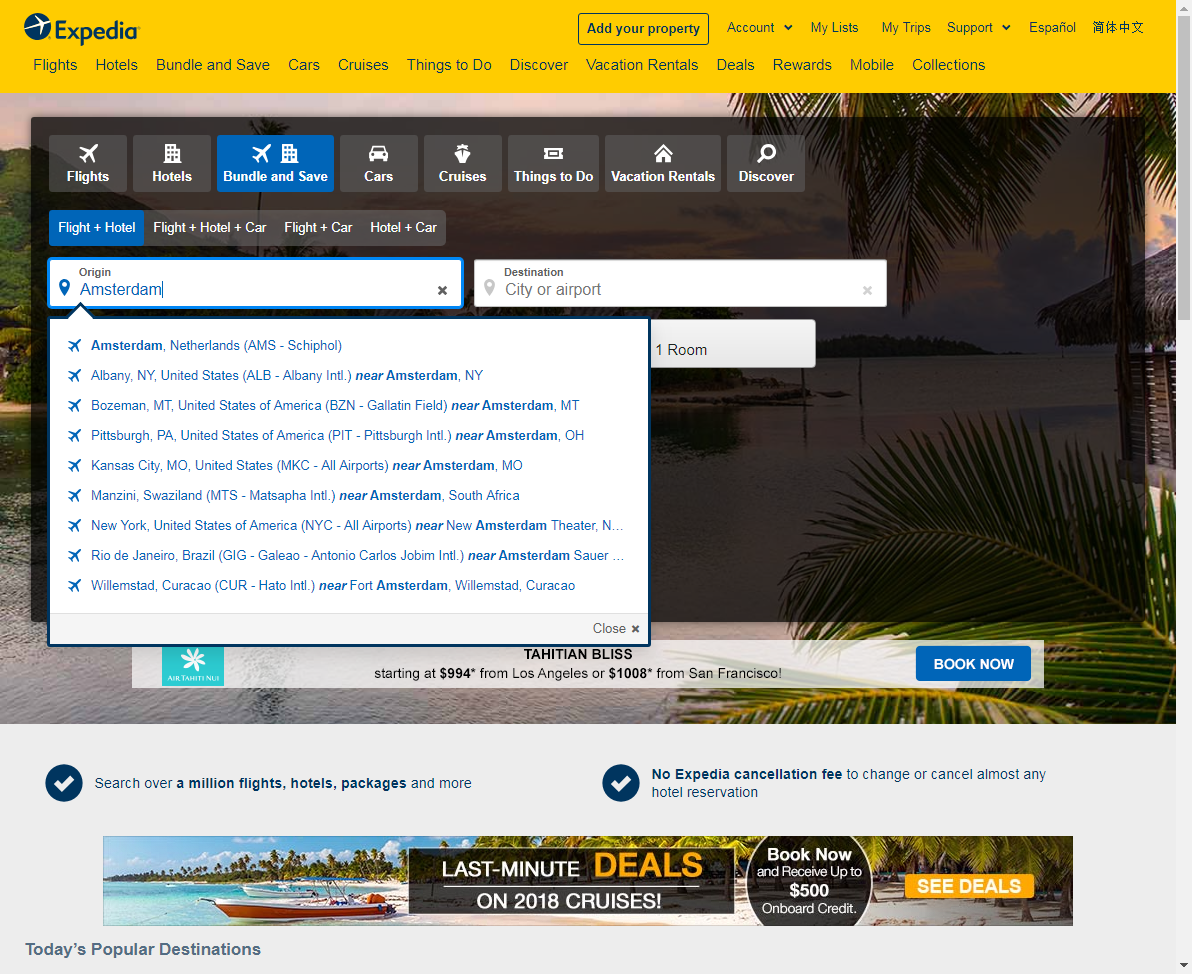 Expedia
Add your property
Account
My Lists
My Trips
Support
Español
简体中文
Flights
Hotels
Bundle and Save
Cars
Cruises
Things to Do
Discover
Vacation Rentals
Deals
Rewards
Mobile
Collections
Flights
Hotels
Bundle and Save
Cars
Cruises
Things to Do
Vacation Rentals
Discover
Flight + Hotel
Flight + Hotel + Car
Flight + Car
Hotel + Car
Origin
Amsterdam
Destination
City or airport
1 Room
Amsterdam, Netherlands (AMS - Schiphol)
Albany, NY, United States (ALB - Albany Intl.) near Amsterdam, NY
Bozeman, MT, United States of America (BZN - Gallatin Field) near Amsterdam, MT
Pittsburgh, PA, United States of America (PIT - Pittsburgh Intl.) near Amsterdam, OH
Kansas City, MO, United States (MKC - All Airports) near Amsterdam, MO
Manzini, Swaziland (MTS - Matsapha Intl.) near Amsterdam, South Africa
New York, United States of America (NYC - All Airports) near New Amsterdam Theater, N...
Rio de Janeiro, Brazil (GIG - Galeao - Antonio Carlos Jobim Intl.) near Amsterdam Sauer ...
Willemstad, Curacao (CUR - Hato Intl.) near Fort Amsterdam, Willemstad, Curacao
Close
AIR TAHITI NUI
TAHITIAN BLISS
starting at $994* from Los Angeles or $1008* from San Francisco!
BOOK NOW
Search over a million flights, hotels, packages and more
No Expedia cancellation fee to change or cancel almost any
hotel reservation
LAST-MINUTE DEALS
ON 2018 CRUISES!
Book Now
and Receive Up to
$500
Onboard Credit.
SEE DEALS
Today's Popular Destinations